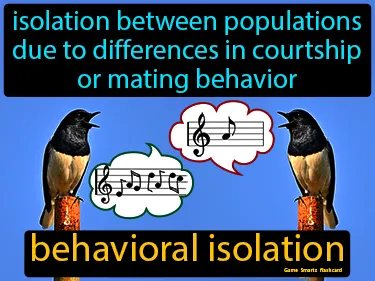 isolation between populations
due to differences in courtship
or mating behavior
behavioral isolation
Game Smartz flashcard